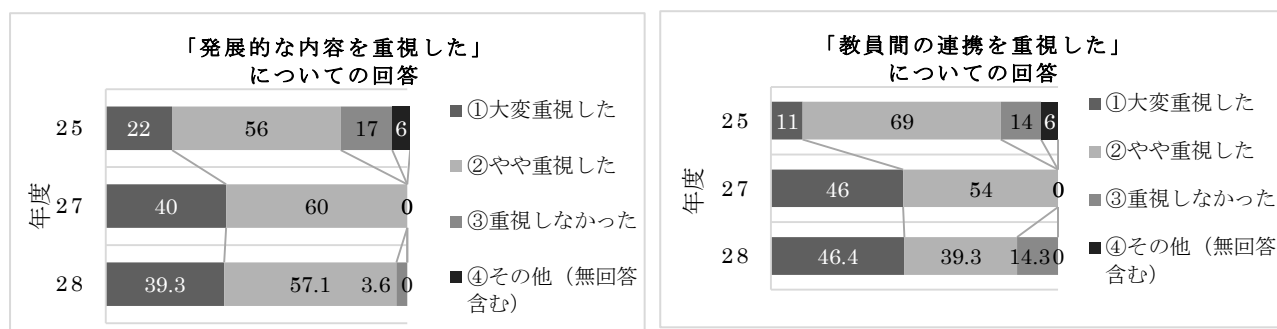 「発展的な内容を重視した」
についての回答
25
22
56
17
6
27
40
60
0
28
39.3
57.1
3.6
0
年度
■①大変重視した
■②やや重視した
■③重視しなかった
■④その他（無回答
含む）
「教員間の連携を重視した」
についての回答
25
11
69
14
6
27
46
54
0
28
46.4
39.3
14.3
0
年度
■①大変重視した
■②やや重視した
■③重視しなかった
■④その他（無回答
含む）